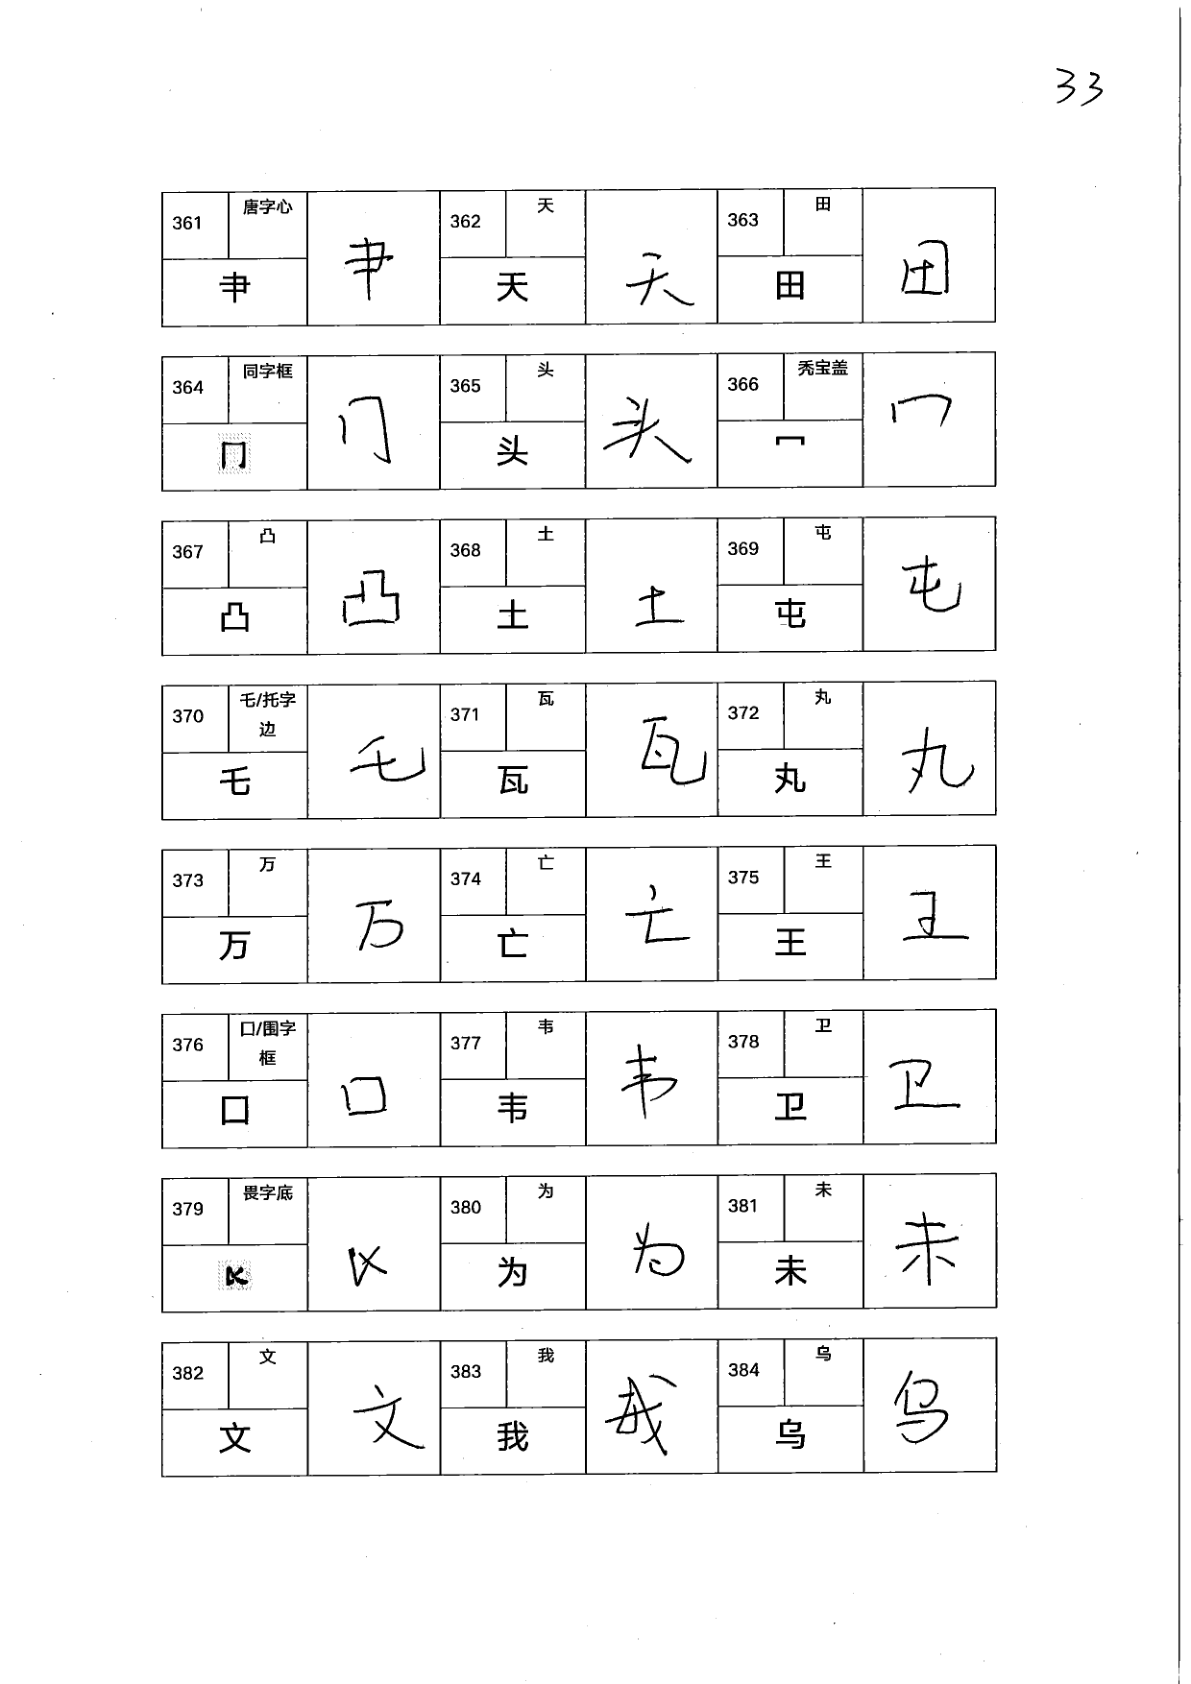 33
361 唐字心 肀 肀 362 天 天 天 363 田 田 田
364 同字框 冂 冂 365 头 头 头 366 秃宝盖 冖 冖
367 凸 凸 凸 368 土 土 土 369 屯 屯 屯
370 乇/托字边 乇 乇 371 瓦 瓦 瓦 372 丸 丸 丸
373 万 万 万 374 亡 亡 亡 375 王 王 王
376 囗/围字框 囗 囗 377 韦 韦 韦 378 卫 卫 卫
379 畏字底 380 为 为 为 381 未 未 未
382 文 文 文 383 我 我 我 384 乌 乌 乌